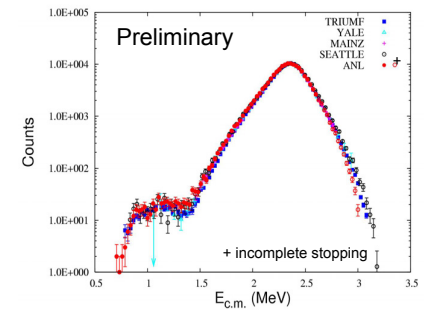 Preliminary
TRIUMF
YALE
MAINZ
SEATTLE
ANL
+
Counts
1.0E+005
1.0E+004
1.0E+003
1.0E+002
1.0E+001
1.0E+000
+ incomplete stopping
0.5 1 1.5 2 2.5 3 3.5
Ec.m. (MeV)